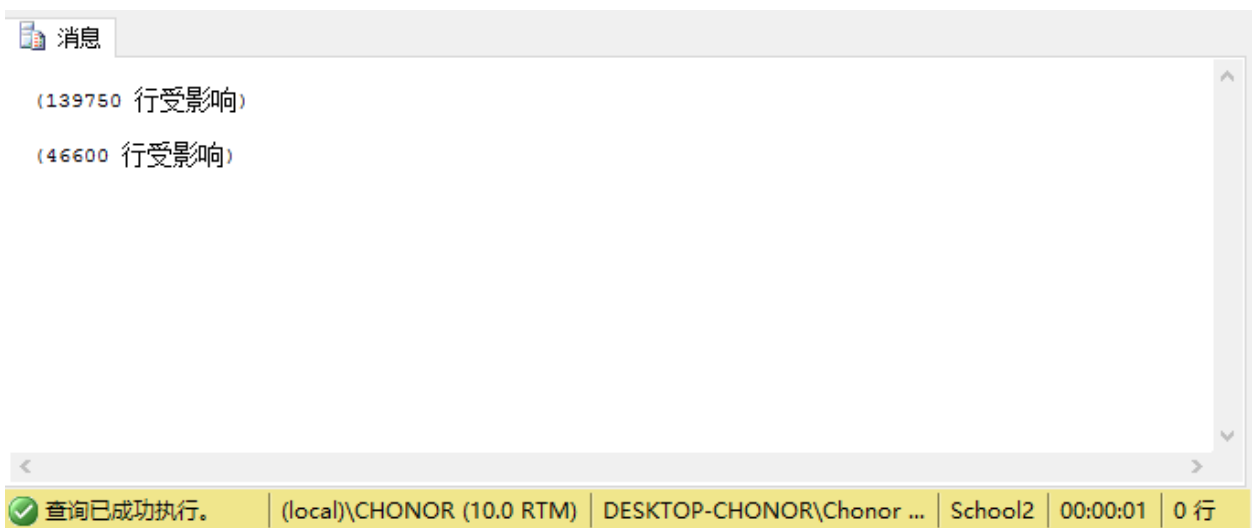 消息
(139750 行受影响)
(46600 行受影响)
查询已成功执行。 (local)\CHONOR (10.0 RTM) DESKTOP-CHONOR\Chonor ... School2 00:00:01 0 行